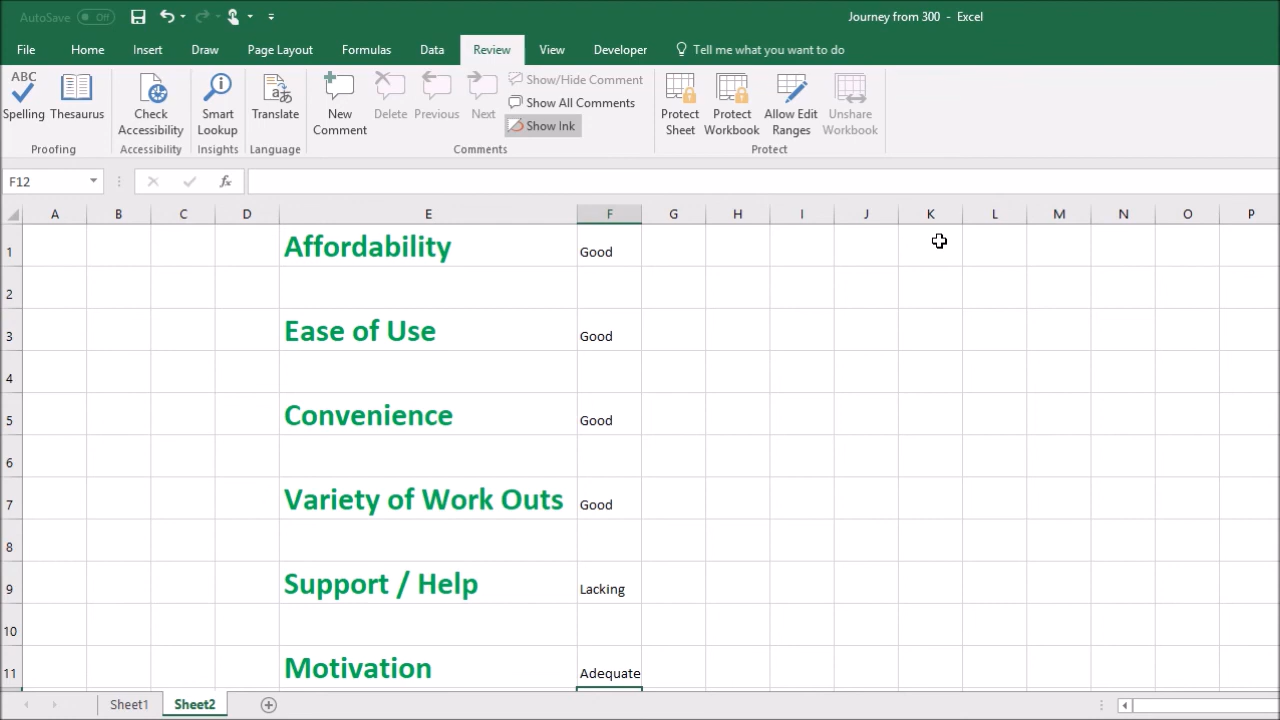 AutoSave Off Journey from 300 - Excel
File Home Insert Draw Page Layout Formulas Data Review View Developer Tell me what you want to do
ABC
Spelling Thesaurus Check Accessibility Smart Lookup Translate New Comment Delete Previous Next Show/Hide Comment Protect Sheet Protect Workbook Allow Edit Ranges Unshare Workbook
Show All Comments
Show Ink
Proofing Accessibility Insights Language Comments Protect
F12 fx
A B C D E F G H I J K L M N O P
1 Affordability Good
2
3 Ease of Use Good
4
5 Convenience Good
6
7 Variety of Work Outs Good
8
9 Support / Help Lacking
10
11 Motivation Adequate
Sheet1 Sheet2